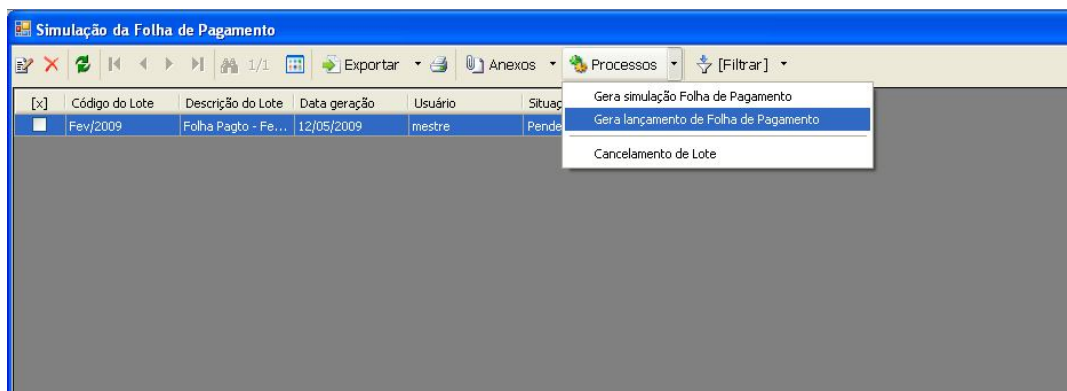 Simulação da Folha de Pagamento
1/1 Exportar Anexos Processos [Filtrar]
[x] Código do Lote Descrição do Lote Data geração Usuário Situaç
Fev/2009 Folha Pagto - Fe... 12/05/2009 mestre Pende
Gera simulação Folha de Pagamento
Gera lançamento de Folha de Pagamento
Cancelamento de Lote